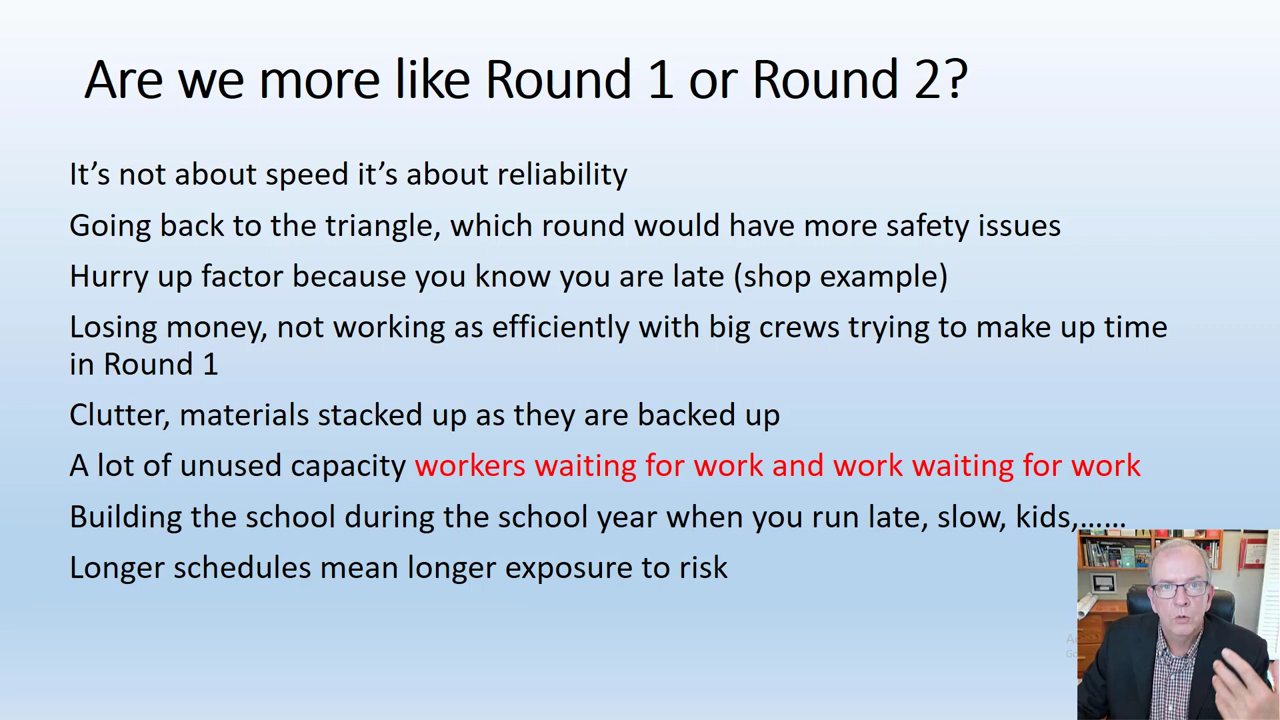 Are we more like Round 1 or Round 2?
It’s not about speed it’s about reliability
Going back to the triangle, which round would have more safety issues
Hurry up factor because you know you are late (shop example)
Losing money, not working as efficiently with big crews trying to make up time
in Round 1
Clutter, materials stacked up as they are backed up
A lot of unused capacity workers waiting for work and work waiting for work
Building the school during the school year when you run late, slow, kids,……
Longer schedules mean longer exposure to risk